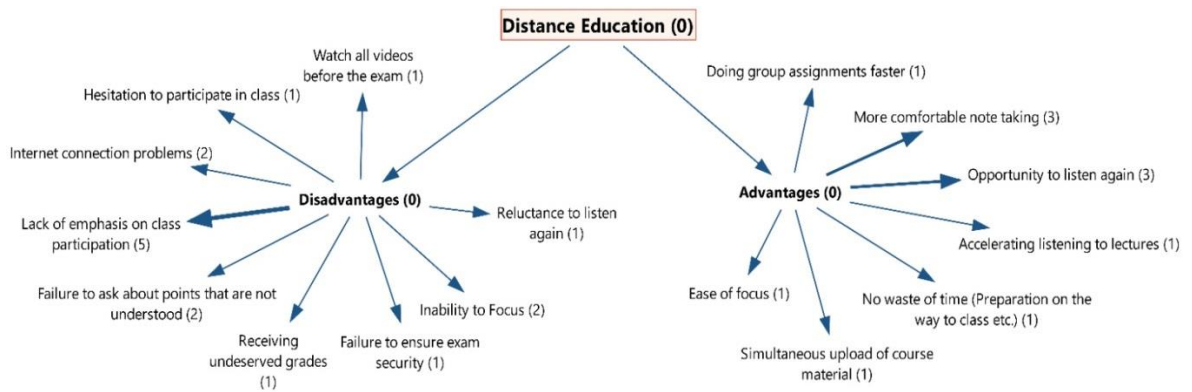 Distance Education (0)
Watch all videos
before the exam (1)
Hesitation to participate in class (1)
Internet connection problems (2)
Disadvantages (0)
Lack of emphasis on class
participation (5)
Reluctance to listen
again (1)
Failure to ask about points that are not
understood (2)
Receiving
undeserved grades
(1)
Failure to ensure exam
security (1)
Inability to Focus (2)
Doing group assignments faster (1)
More comfortable note taking (3)
Opportunity to listen again (3)
Advantages (0)
Accelerating listening to lectures (1)
Ease of focus (1)
No waste of time (Preparation on the
way to class etc.) (1)
Simultaneous upload of course
material (1)